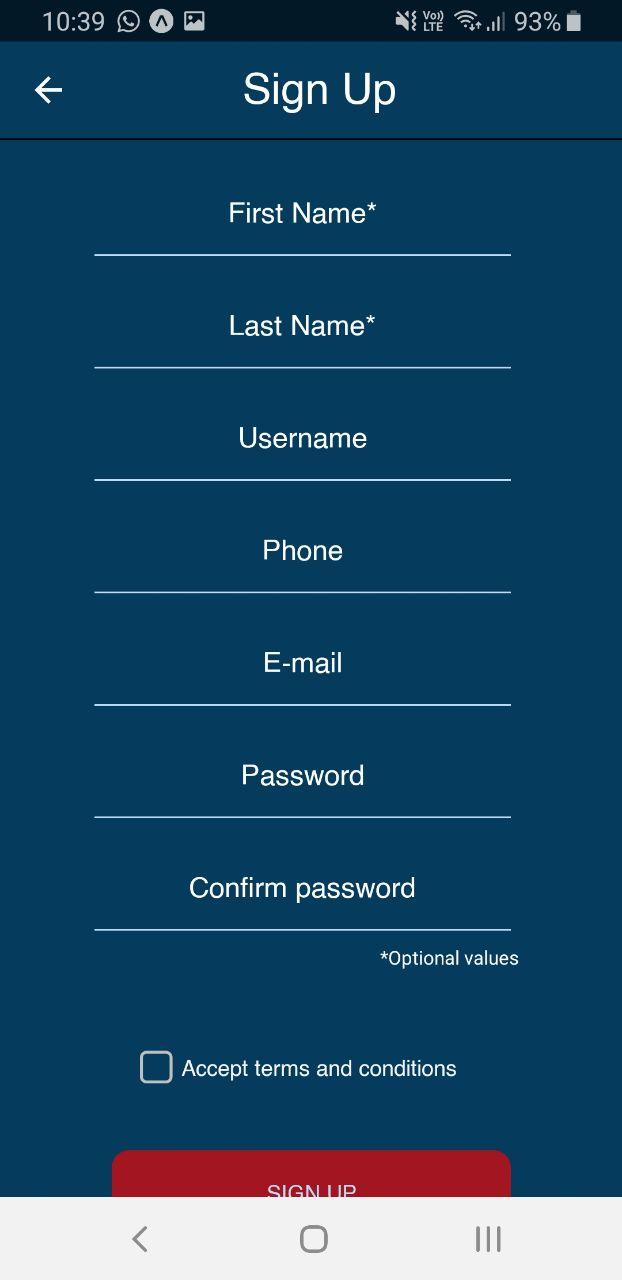 10:39 Vo)) LTE 93%
Sign Up
First Name*
Last Name*
Username
Phone
E-mail
Password
Confirm password
*Optional values
Accept terms and conditions
SIGN UP